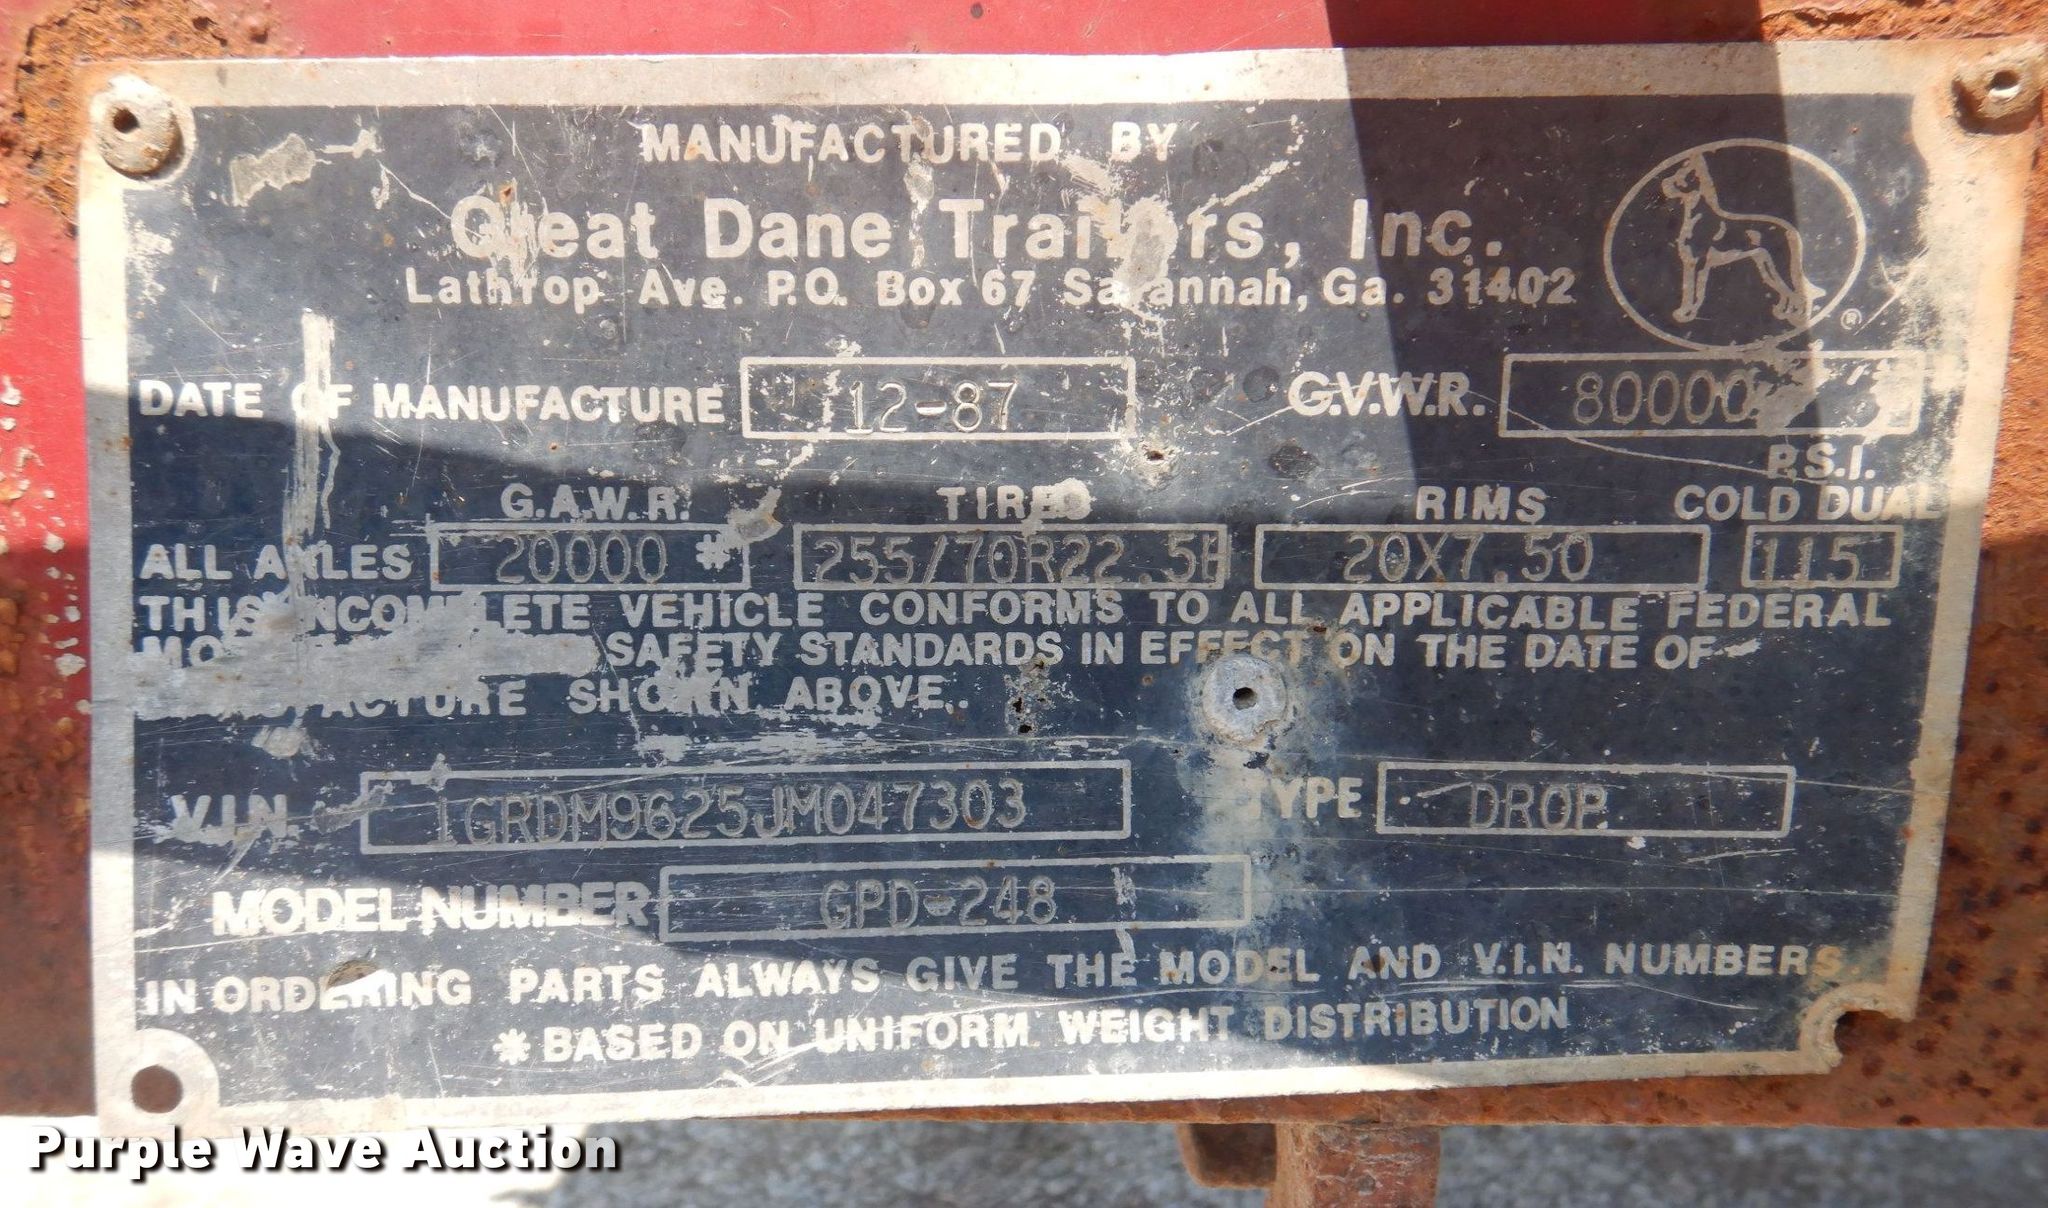 MANUFACTURED BY
Great Dane Trailers, Inc.
Lathrop Ave. P.O. Box 67 Savannah, Ga. 31402
®
DATE OF MANUFACTURE 12-87 G.V.W.R. 80000
G.A.W.R. TIRES RIMS P.S.I. COLD DUAL
ALL AXLES 20000 * 255/70R22.5H 20X7.50 115
THIS INCOMPLETE VEHICLE CONFORMS TO ALL APPLICABLE FEDERAL
SAFETY STANDARDS IN EFFECT ON THE DATE OF
MANUFACTURE SHOWN ABOVE.
V.I.N. 1GRDM9625JM047303 TYPE DROP
MODEL NUMBER GPD-248
IN ORDERING PARTS ALWAYS GIVE THE MODEL AND V.I.N. NUMBERS.
*BASED ON UNIFORM WEIGHT DISTRIBUTION
Purple Wave Auction